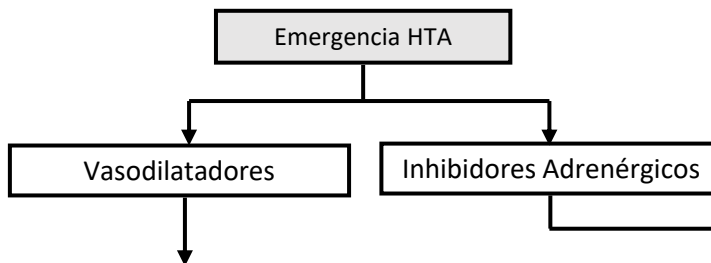 Emergencia HTA
Vasodilatadores
Inhibidores Adrenérgicos